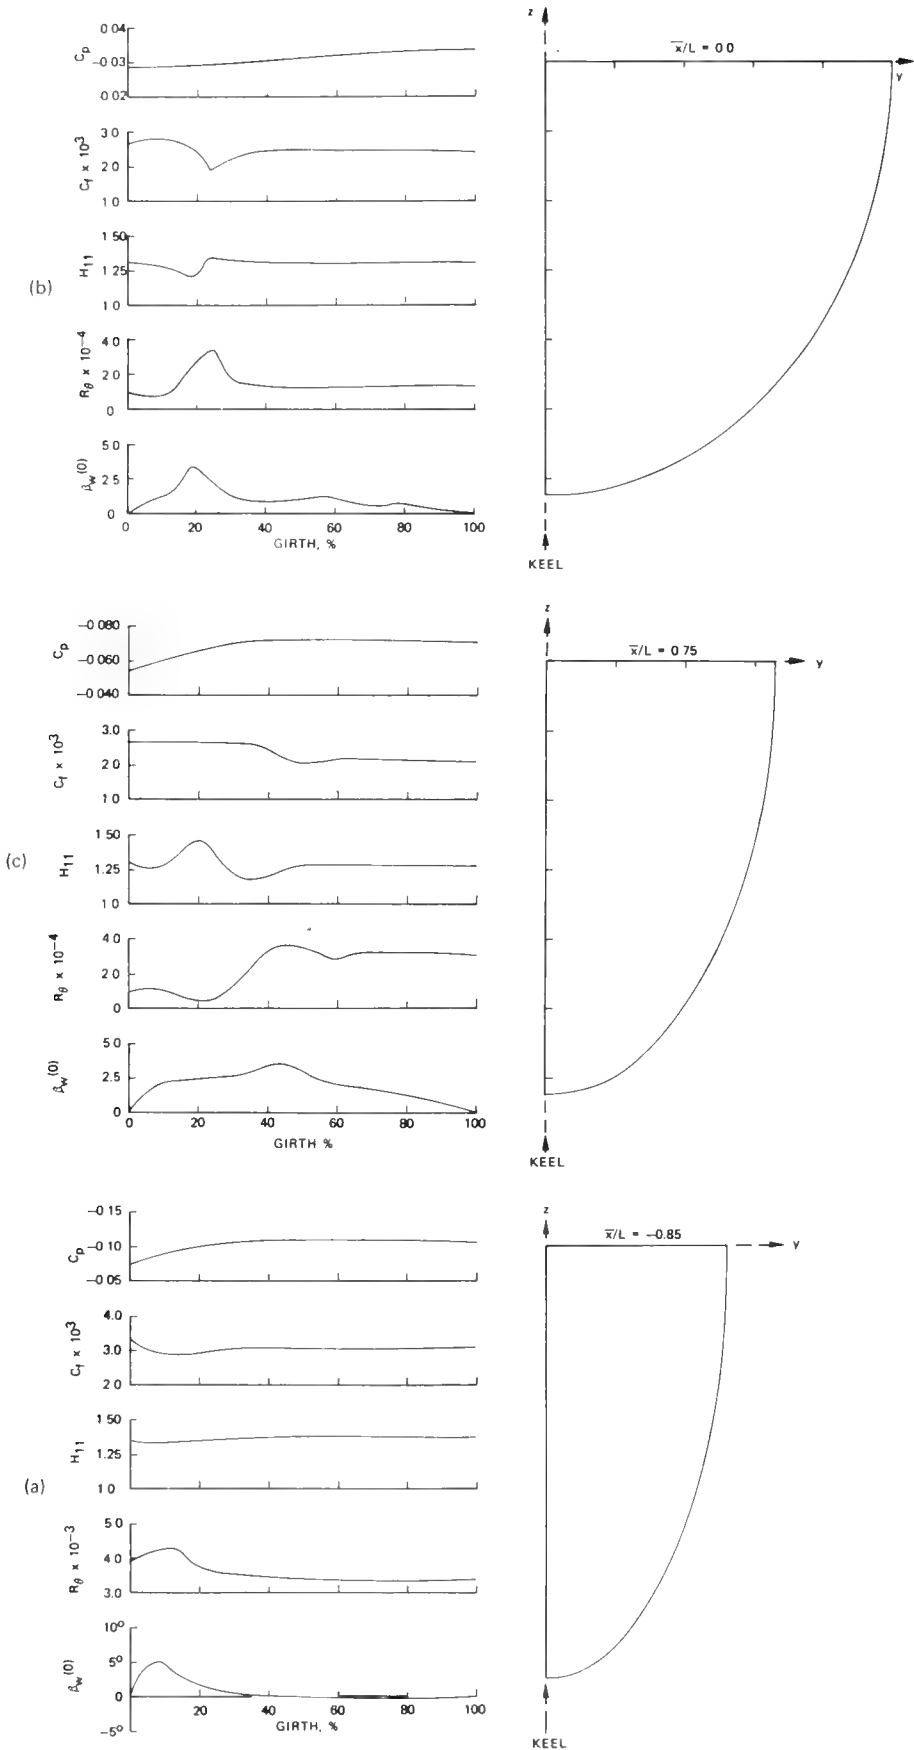 (b)
0.04
−0.03
0.02
Cp
3.0
2.0
1.0
Cf × 10³
1.50
1.25
1.0
H11
4.0
2.0
0
Rθ × 10−4
5.0
2.5
0
βw(0)
0 20 40 60 80 100
GIRTH, %
z
x̅/L = 0.0
y
KEEL
(c)
−0.080
−0.060
−0.040
Cp
3.0
2.0
1.0
Cf × 10³
1.50
1.25
1.0
H11
4.0
2.0
0
Rθ × 10−4
5.0
2.5
0
βw(0)
0 20 40 60 80 100
GIRTH %
z
x̅/L = 0.75
y
KEEL
(a)
−0.15
−0.10
−0.05
Cp
4.0
3.0
2.0
Cf × 10³
1.50
1.25
1.0
H11
5.0
4.0
3.0
Rθ × 10−3
10°
5°
0
−5°
βw(0)
20 40 60 80 100
GIRTH, %
z
x̅/L = −0.85
y
KEEL